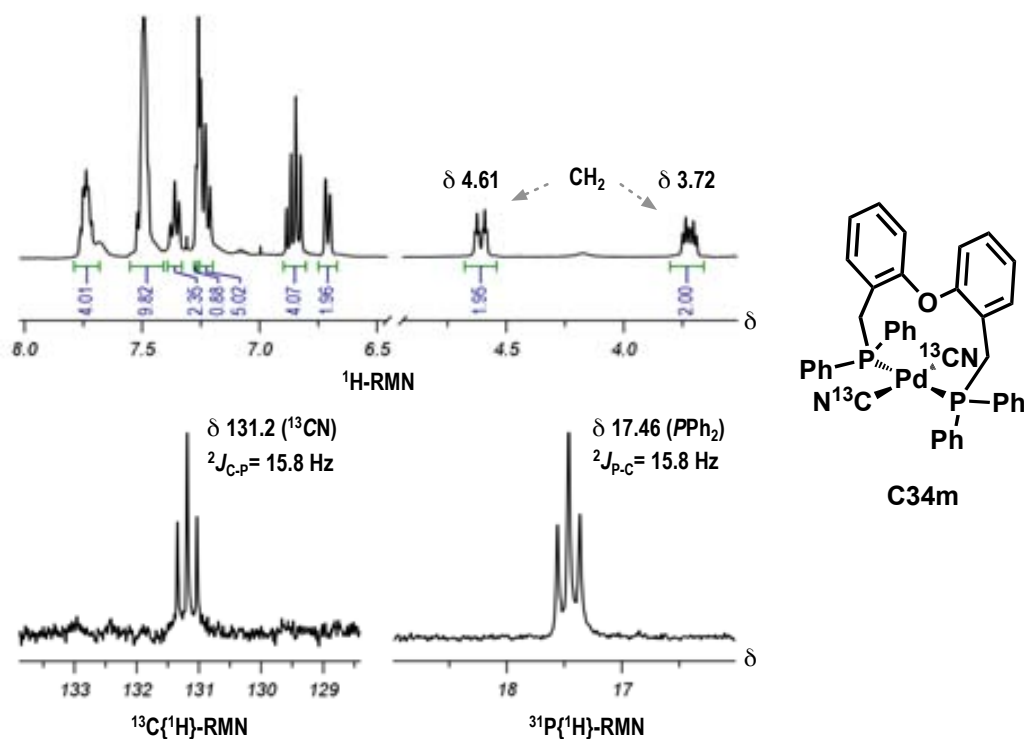 δ 4.61 CH₂ δ 3.72
4.01 9.82 2.35 0.88 5.02 4.07 1.96 1.95 2.00
δ
8.0 7.5 7.0 6.5 4.5 4.0
¹H-RMN
O
Ph
P ¹³CN
Ph Pd
N¹³C P Ph
Ph
C34m
δ 131.2 (¹³CN)
²J_C-P = 15.8 Hz
133 132 131 130 129
¹³C{¹H}-RMN
δ 17.46 (PPh₂)
²J_P-C = 15.8 Hz
18 17
δ
³¹P{¹H}-RMN